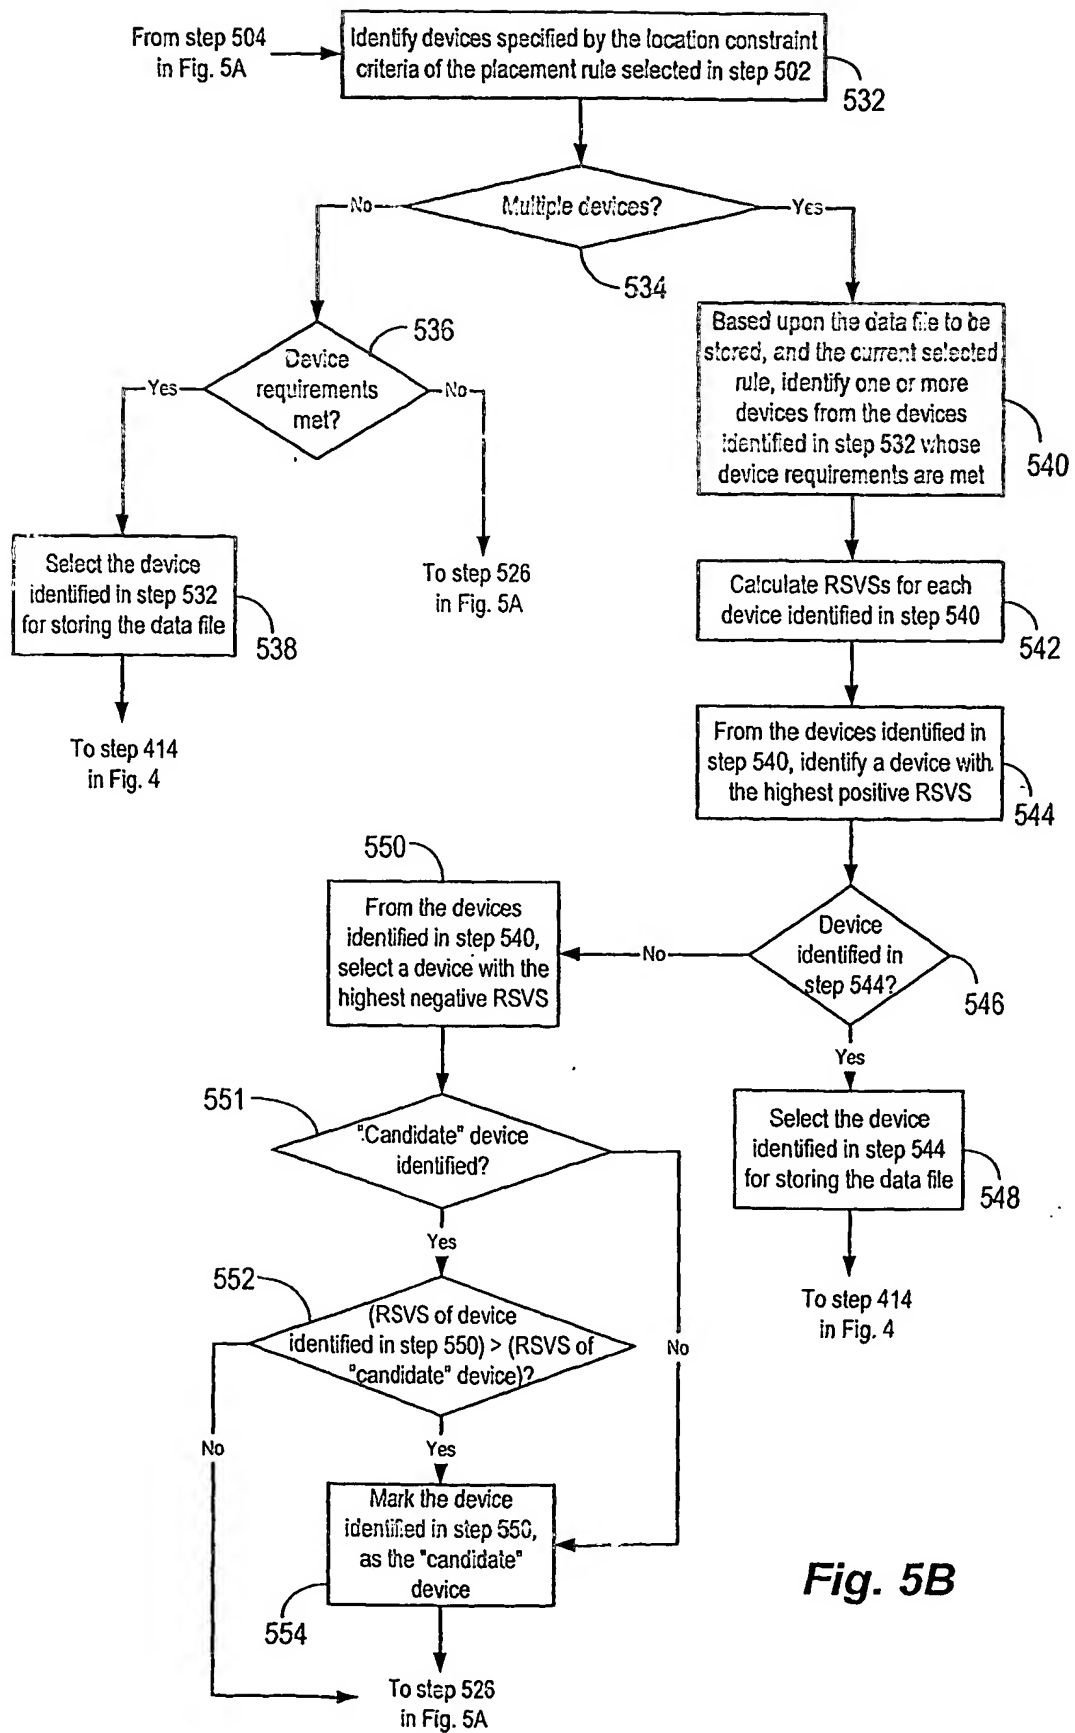 From step 504
in Fig. 5A
Identify devices specified by the location constraint
criteria of the placement rule selected in step 502
532
Multiple devices?
No
Yes
534
536
Device
requirements
met?
Yes
No
Based upon the data file to be
stored, and the current selected
rule, identify one or more
devices from the devices
identified in step 532 whose
device requirements are met
540
Select the device
identified in step 532
for storing the data file
538
To step 526
in Fig. 5A
Calculate RSVSs for each
device identified in step 540
542
To step 414
in Fig. 4
From the devices identified in
step 540, identify a device with
the highest positive RSVS
544
550
From the devices
identified in step 540,
select a device with the
highest negative RSVS
No
Device
identified in
step 544?
546
Yes
551
"Candidate" device
identified?
Select the device
identified in step 544
for storing the data file
548
Yes
552
(RSVS of device
identified in step 550) > (RSVS of
"candidate" device)?
No
To step 414
in Fig. 4
No
Yes
Mark the device
identified in step 550,
as the "candidate"
device
554
Fig. 5B
To step 526
in Fig. 5A